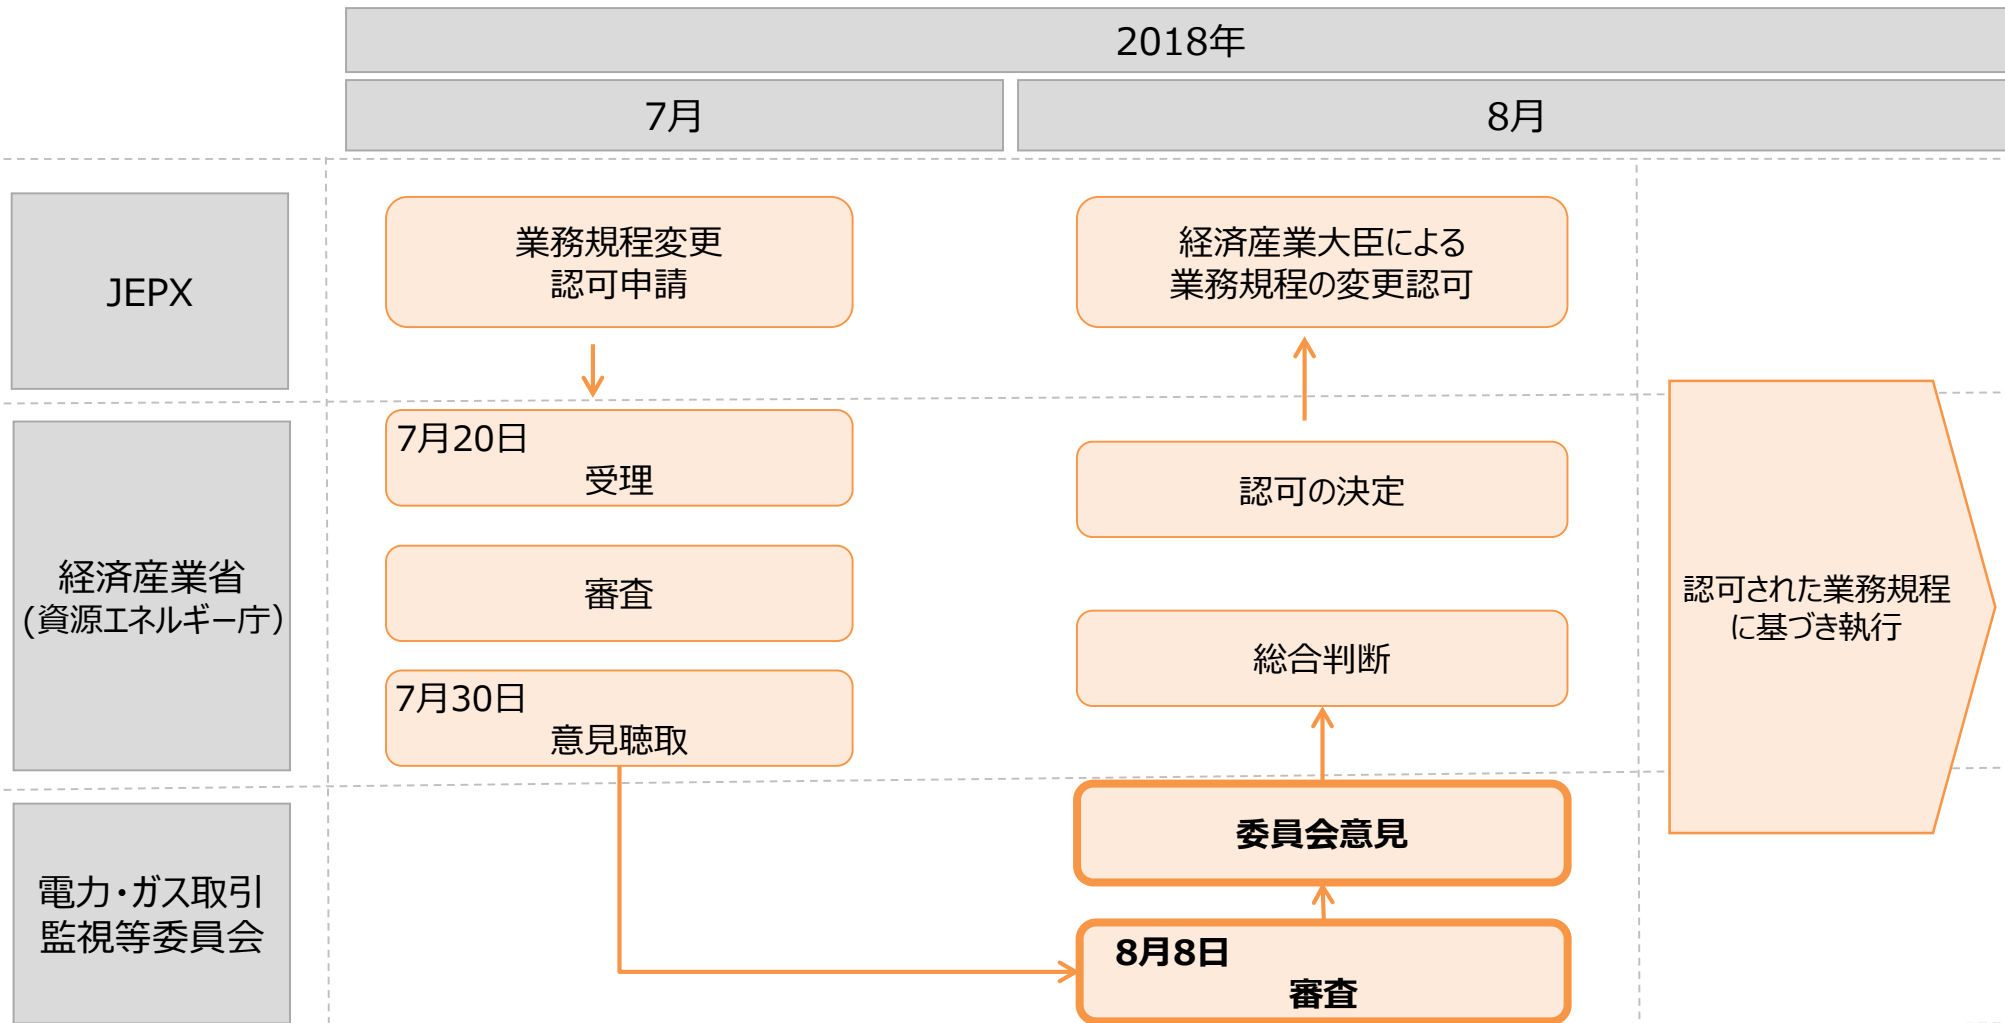 2018年
7月
8月
JEPX
業務規程変更
認可申請
経済産業大臣による
業務規程の変更認可
経済産業省
(資源エネルギー庁)
7月20日
受理
審査
7月30日
意見聴取
認可の決定
総合判断
認可された業務規程
に基づき執行
電力・ガス取引
監視等委員会
委員会意見
8月8日
審査